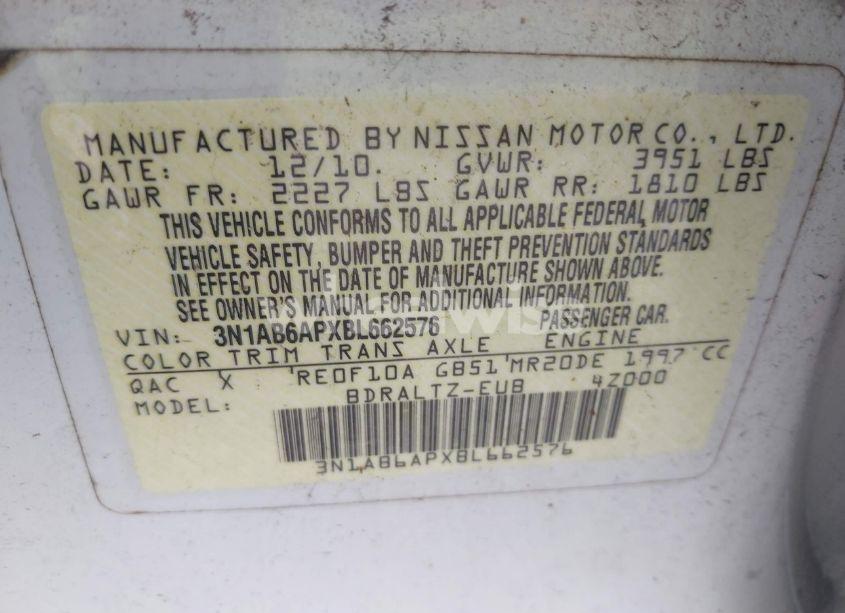 MANUFACTURED BY NISSAN MOTOR CO., LTD.
DATE: 12/10. GVWR: 3951 LBS
GAWR FR: 2227 LBS GAWR RR: 1810 LBS
THIS VEHICLE CONFORMS TO ALL APPLICABLE FEDERAL MOTOR
VEHICLE SAFETY, BUMPER AND THEFT PREVENTION STANDARDS
IN EFFECT ON THE DATE OF MANUFACTURE SHOWN ABOVE.
SEE OWNER'S MANUAL FOR ADDITIONAL INFORMATION.
VIN: 3N1AB6APXBL662576 PASSENGER CAR.
COLOR TRIM TRANS AXLE ENGINE
QAC X RE0F10A GB51 MR20DE 1997 CC
MODEL: BDRALTZ-EUB 4Z000
3N1AB6APXBL662576